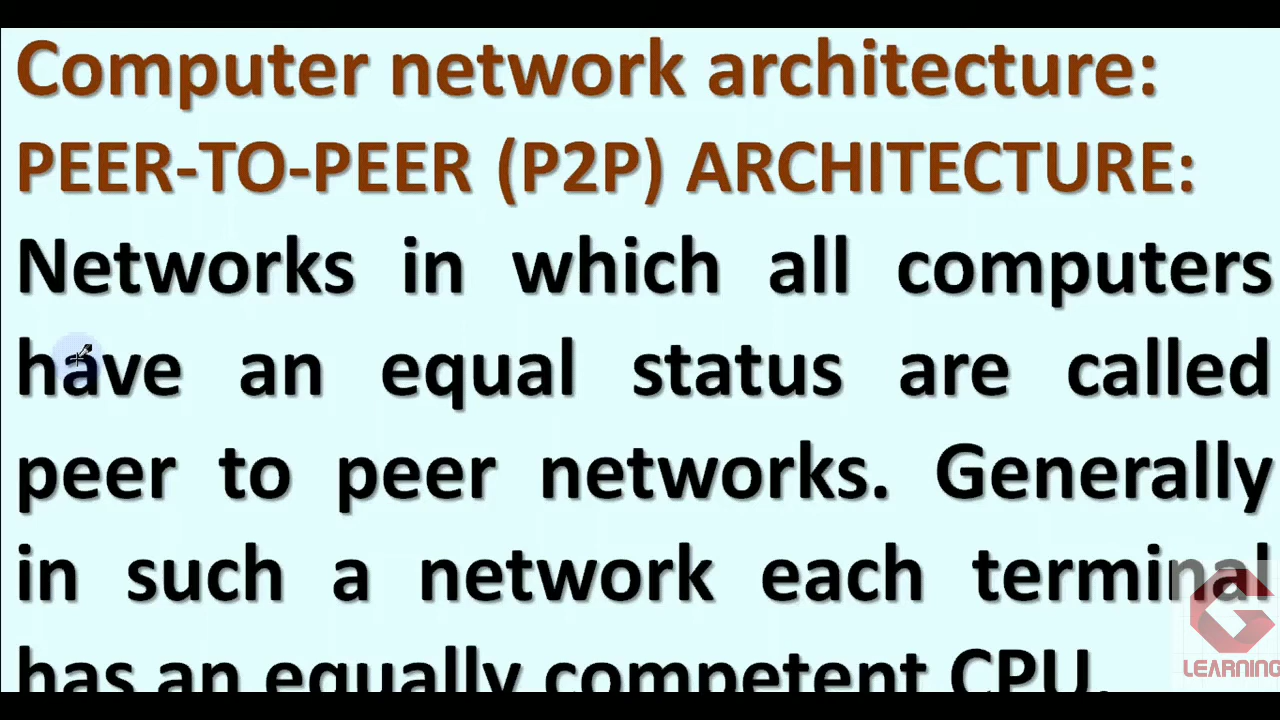 Computer network architecture:
PEER-TO-PEER (P2P) ARCHITECTURE:
Networks in which all computers
have an equal status are called
peer to peer networks. Generally
in such a network each terminal
has an equally competent CPU.
G
LEARNING